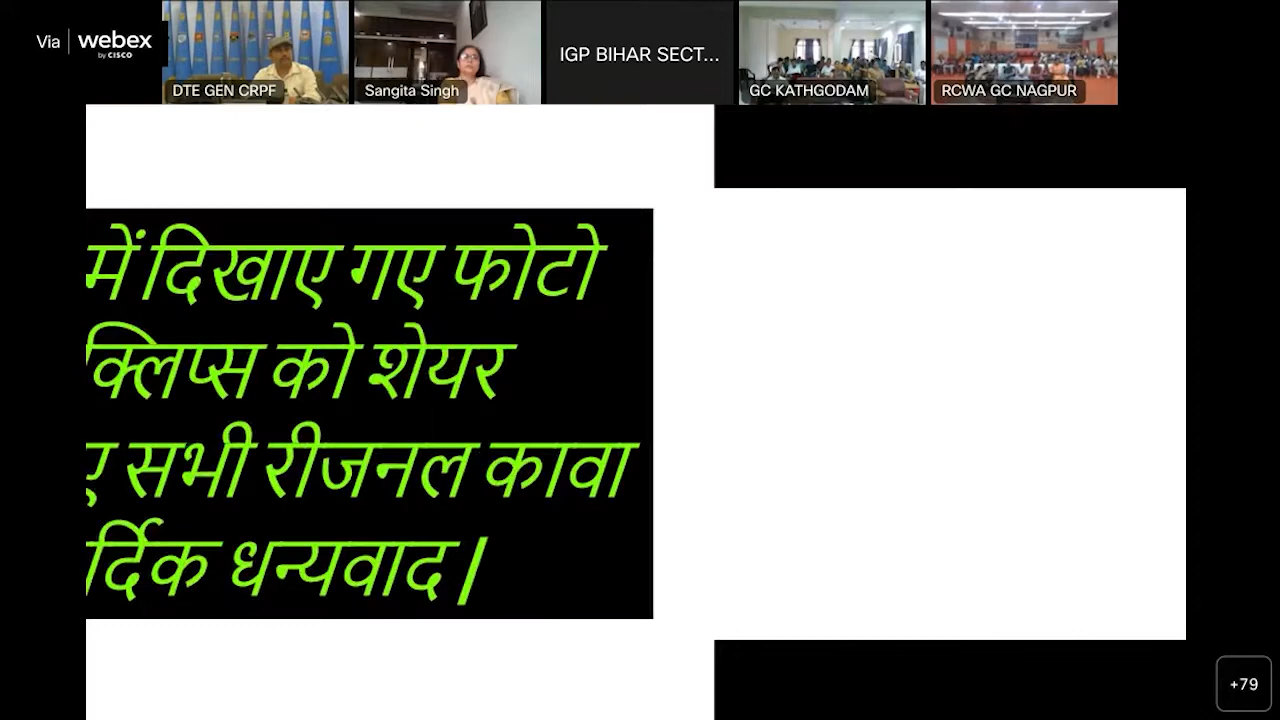 Via webex
by CISCO
DTE GEN CRPF
Sangita Singh
IGP BIHAR SECT...
GC KATHGODAM
RCWA GC NAGPUR
में दिखाए गए फोटो
क्लिप्स को शेयर
सभी रीजनल कावा
धन्यवाद |
+79